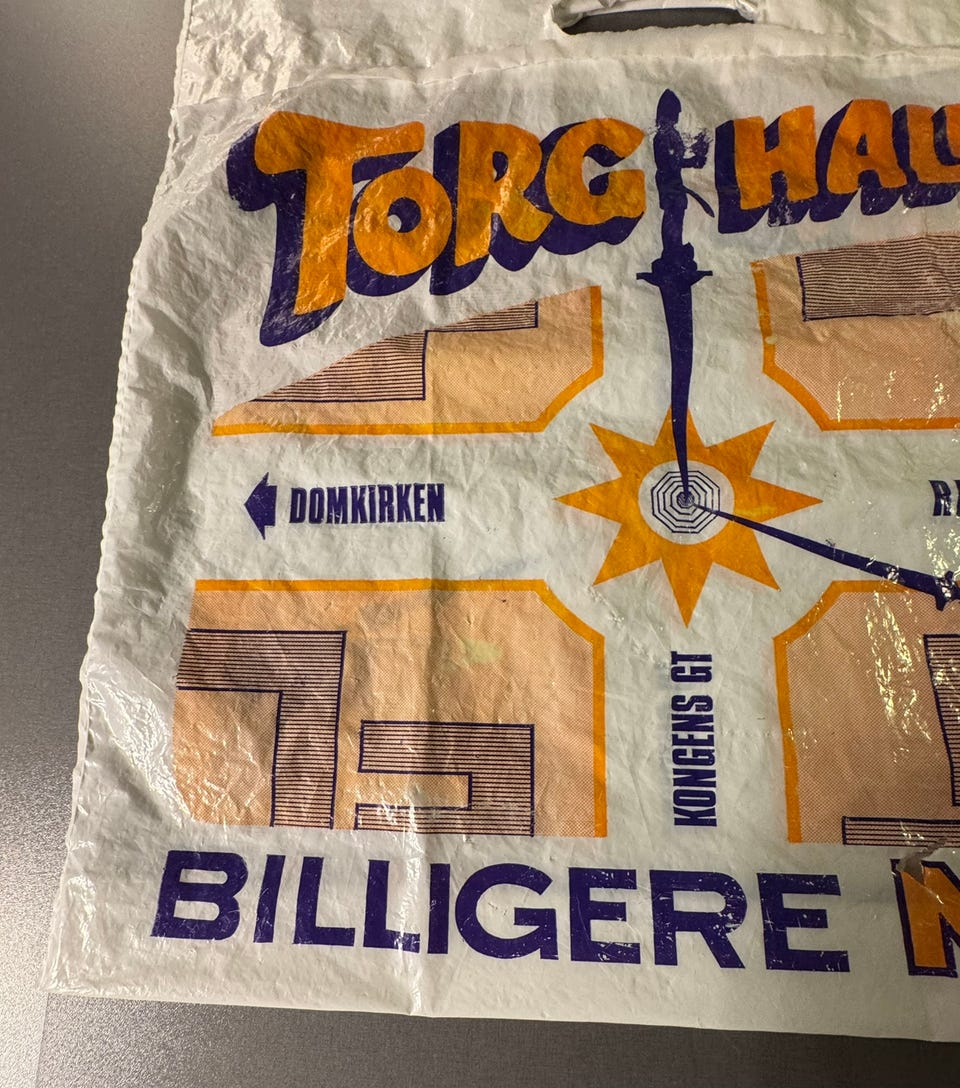 TORG HAL
DOMKIRKEN
KONGENS GT
BILLIGERE